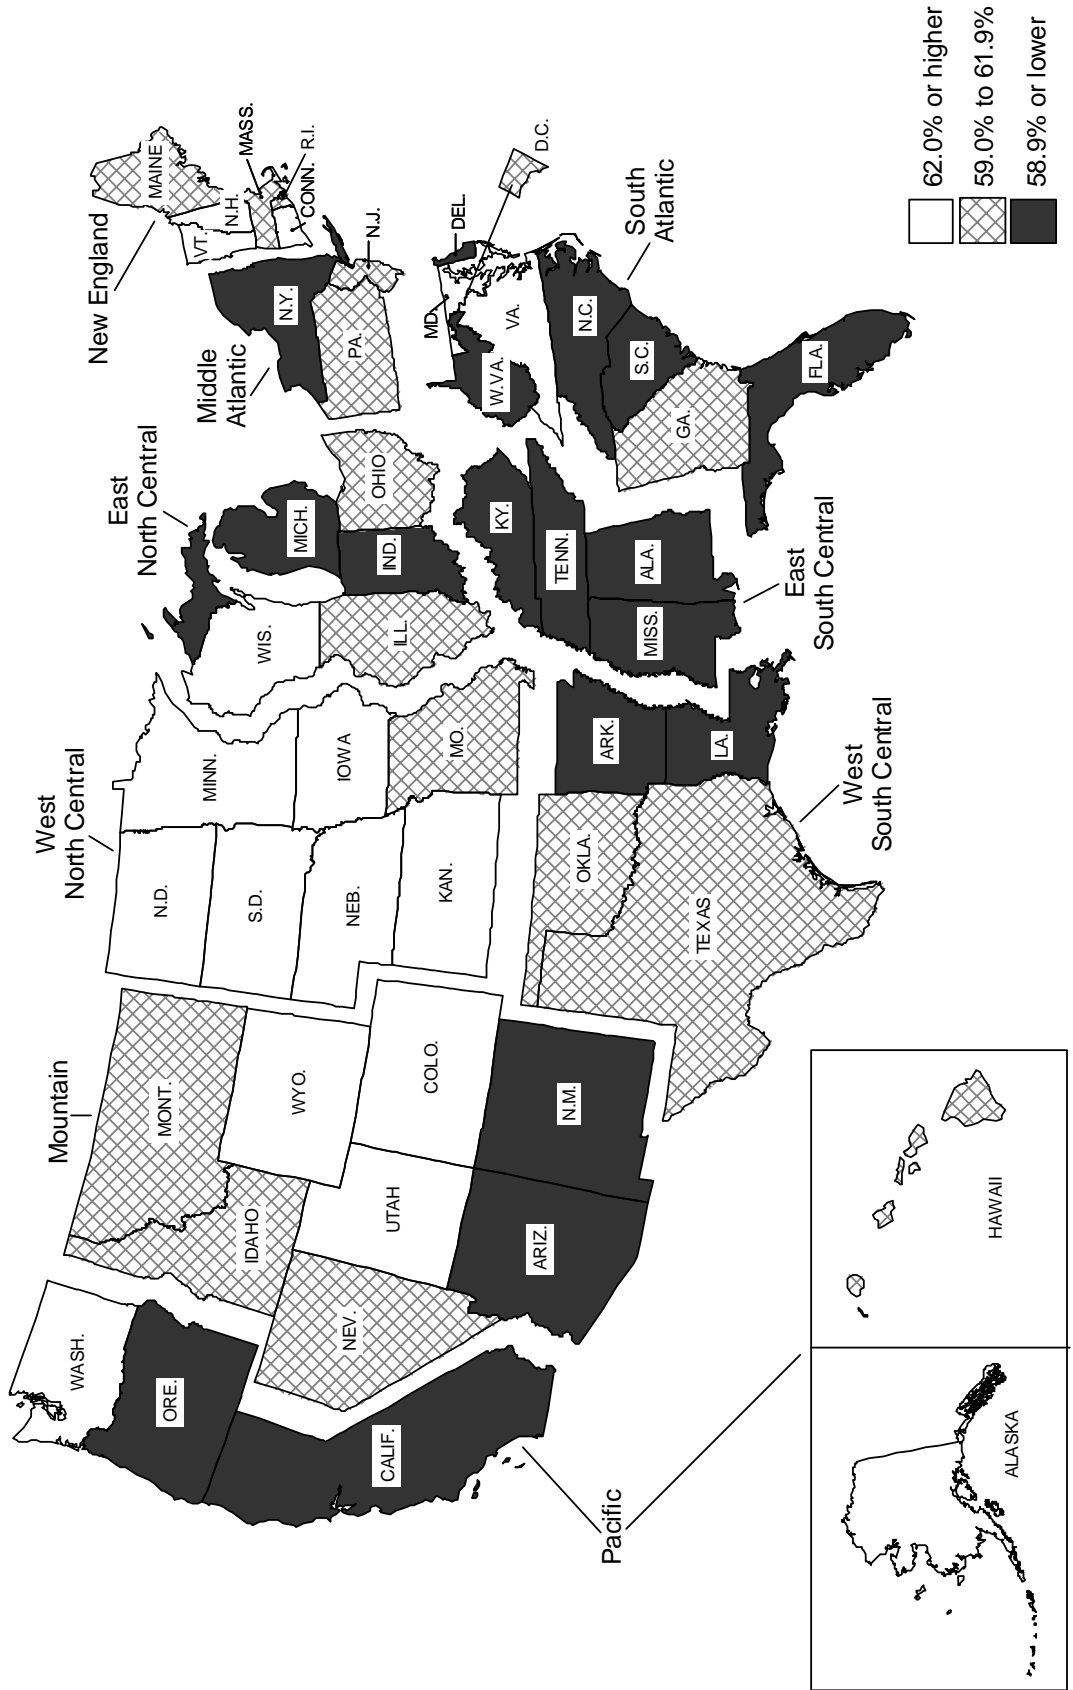 New England
Middle
Atlantic
East
North Central
West
North Central
Mountain
Pacific
West
South Central
East
South Central
South
Atlantic
WASH.
ORE.
CALIF.
NEV.
IDAHO
MONT.
WYO.
UTAH
ARIZ.
COLO.
N.M.
N.D.
S.D.
NEB.
KAN.
MINN.
IOWA
MO.
OKLA.
TEXAS
ARK.
LA.
WIS.
ILL.
MICH.
IND.
OHIO
KY.
TENN.
MISS.
ALA.
N.Y.
PA.
N.J.
VT.
N.H.
MAINE
MASS.
R.I.
CONN.
DEL.
MD.
D.C.
W.VA.
VA.
N.C.
S.C.
GA.
FLA.
ALASKA
HAWAII
62.0% or higher
59.0% to 61.9%
58.9% or lower